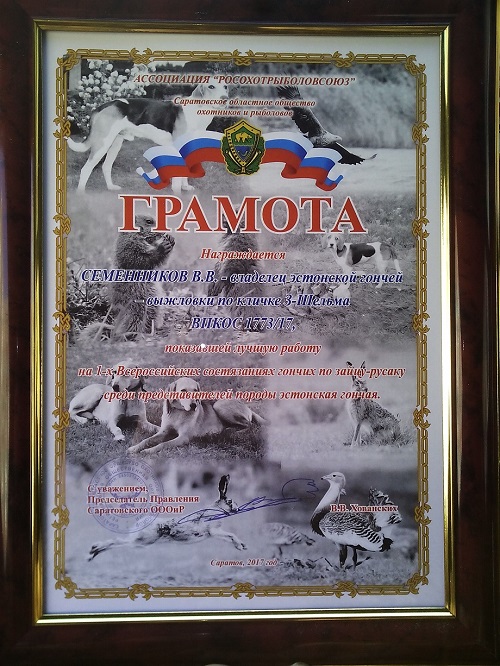 АССОЦИАЦИЯ "РОСОХОТРЫБОЛОВСОЮЗ"
Саратовское областное общество
охотников и рыболовов
ГРАМОТА
Награждается
СЕМЕННИКОВ В.В. - владелец эстонской гончей
выжловки по кличке З-Шельма
ВПКОС 1773/17,
показавшей лучшую работу
на 1-х Всероссийских состязаниях гончих по зайцу-русаку
среди представителей породы эстонская гончая.
С уважением,
Председатель Правления
Саратовского ОООиР
В.В. Хованских
Саратов, 2017 год